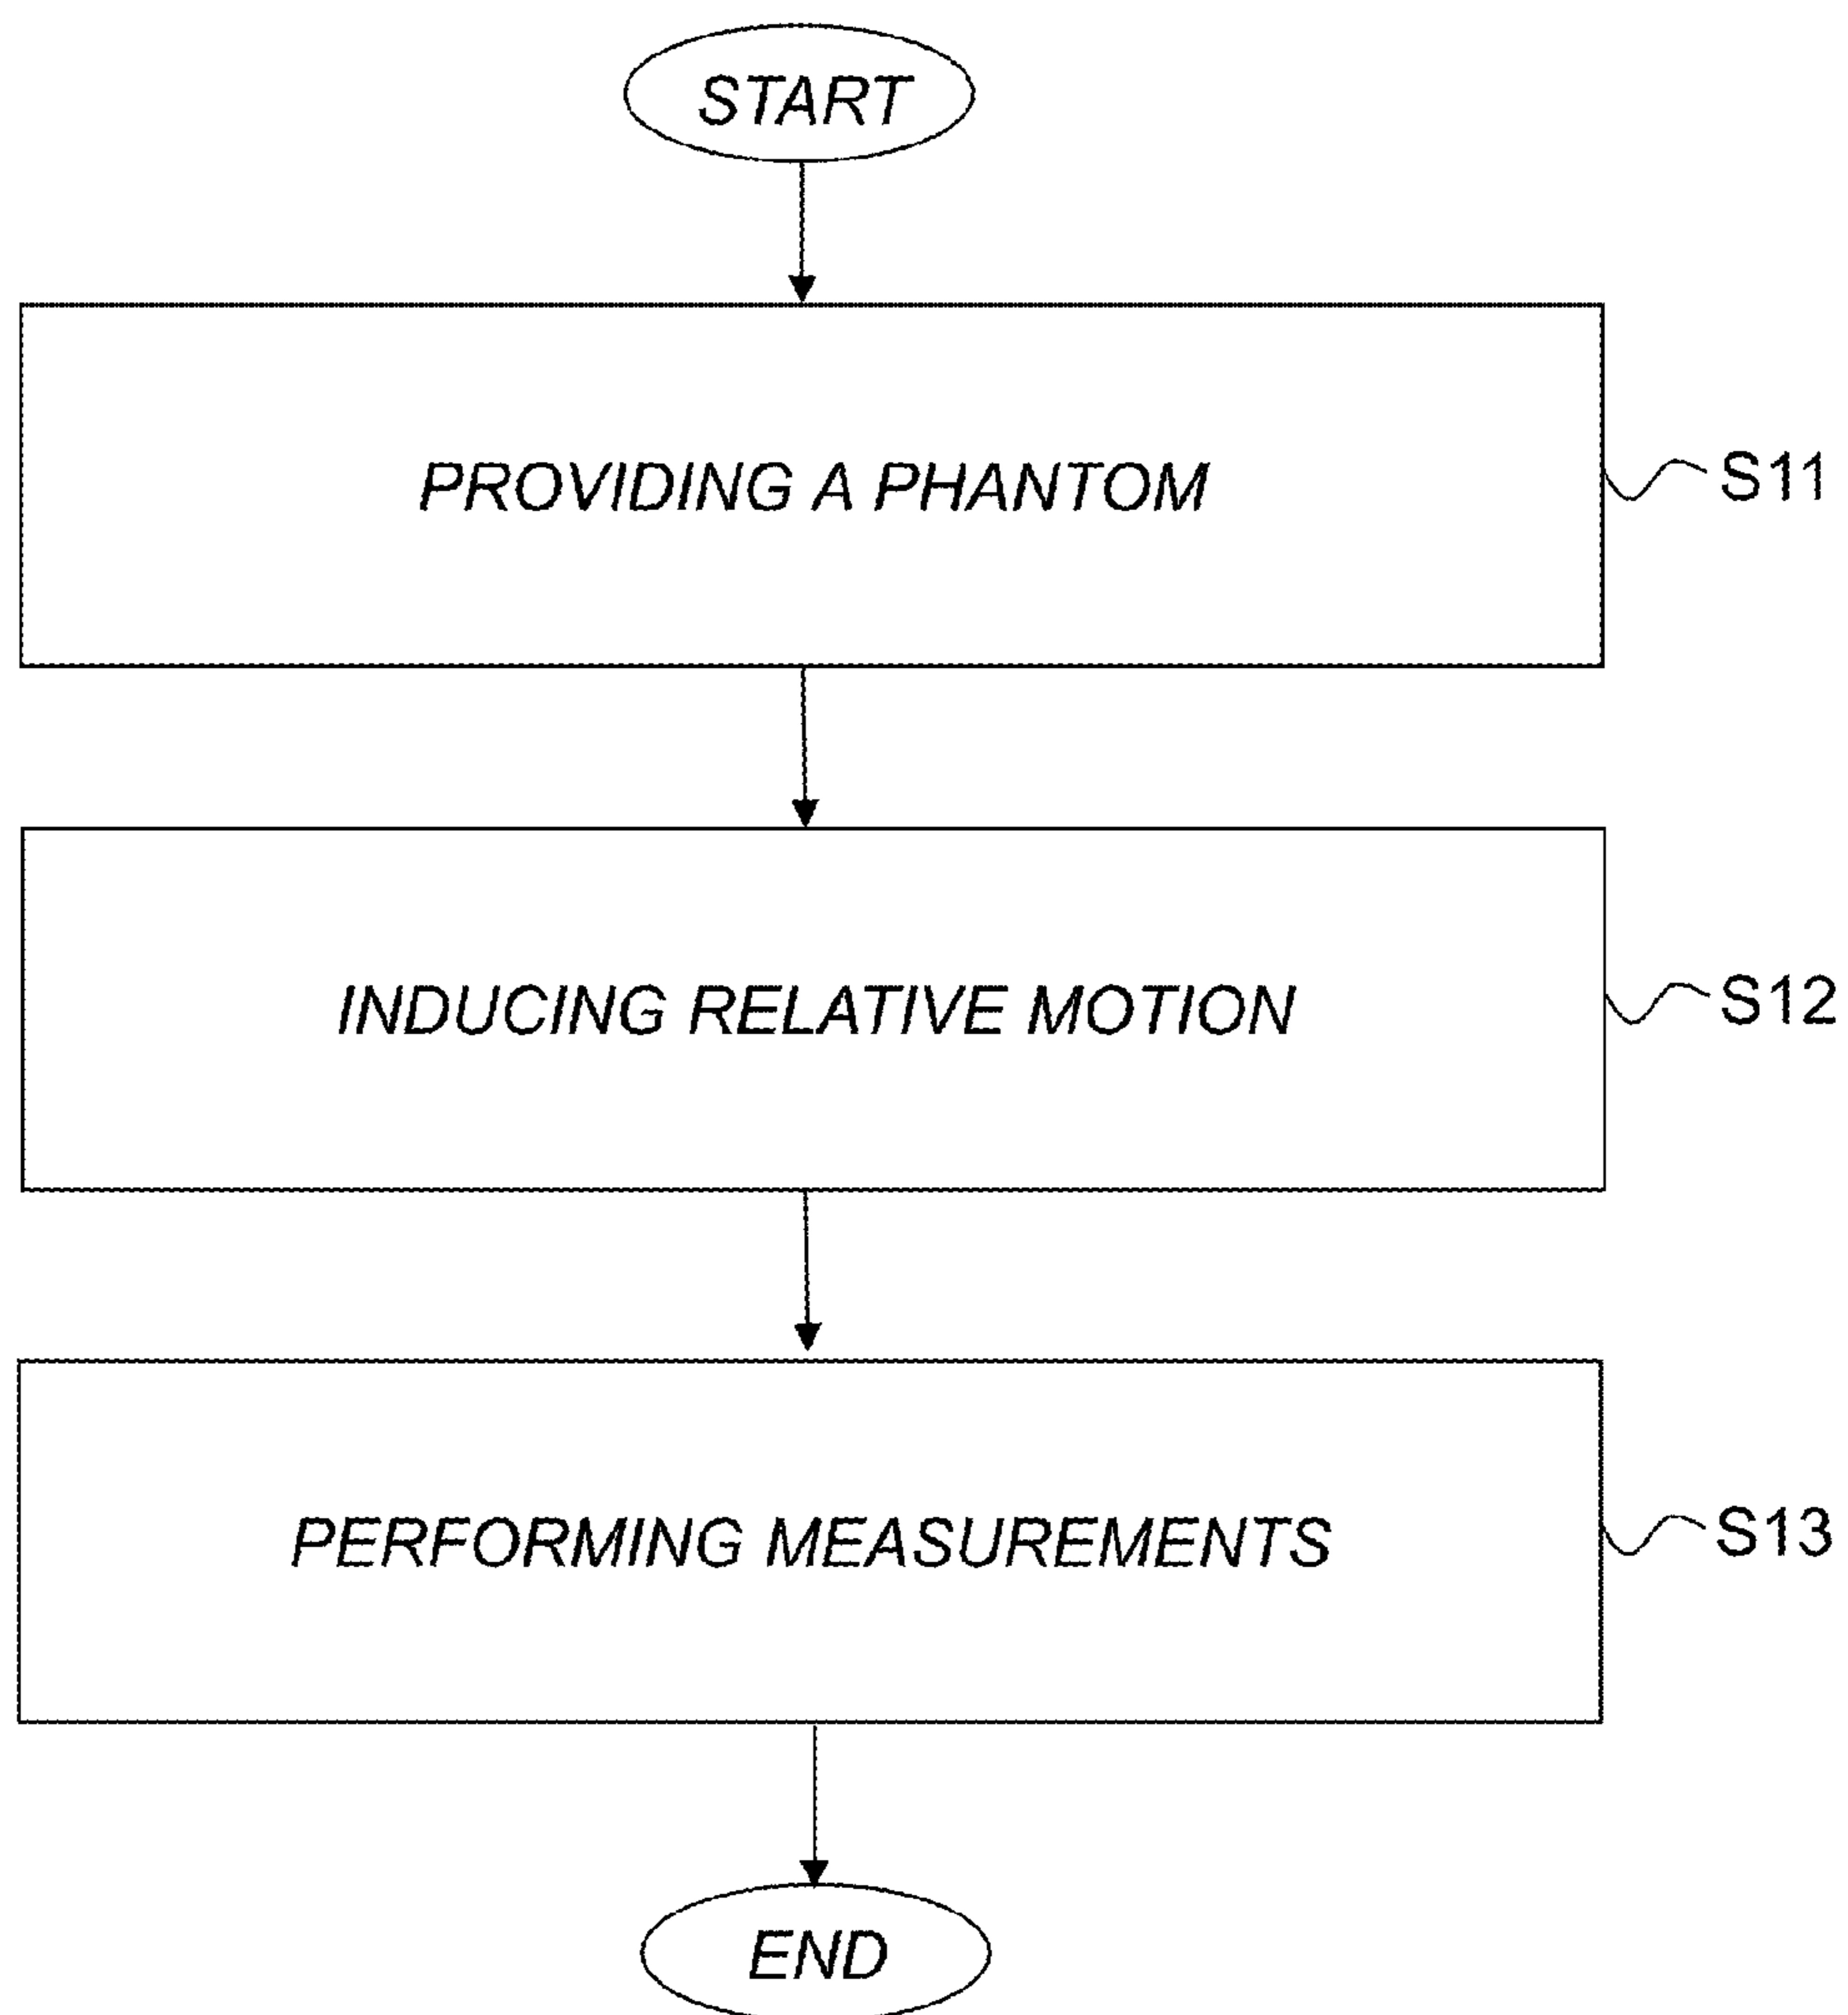 START
PROVIDING A PHANTOM
S11
INDUCING RELATIVE MOTION
S12
PERFORMING MEASUREMENTS
S13
END